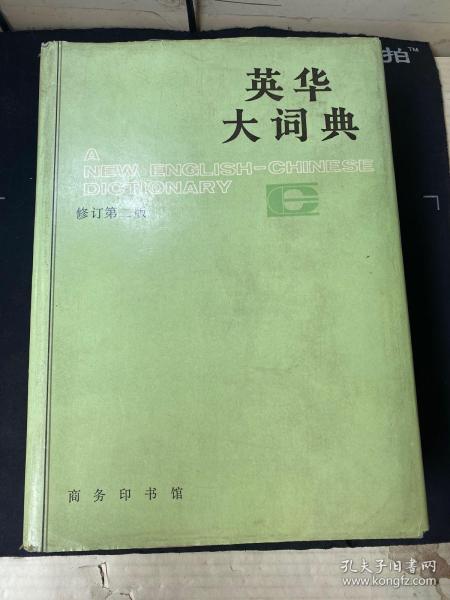 英华
大词典
A
NEW ENGLISH-CHINESE
DICTIONARY
修订第二版
商务印书馆
拍™
孔夫子旧书网
www.kongfz.com